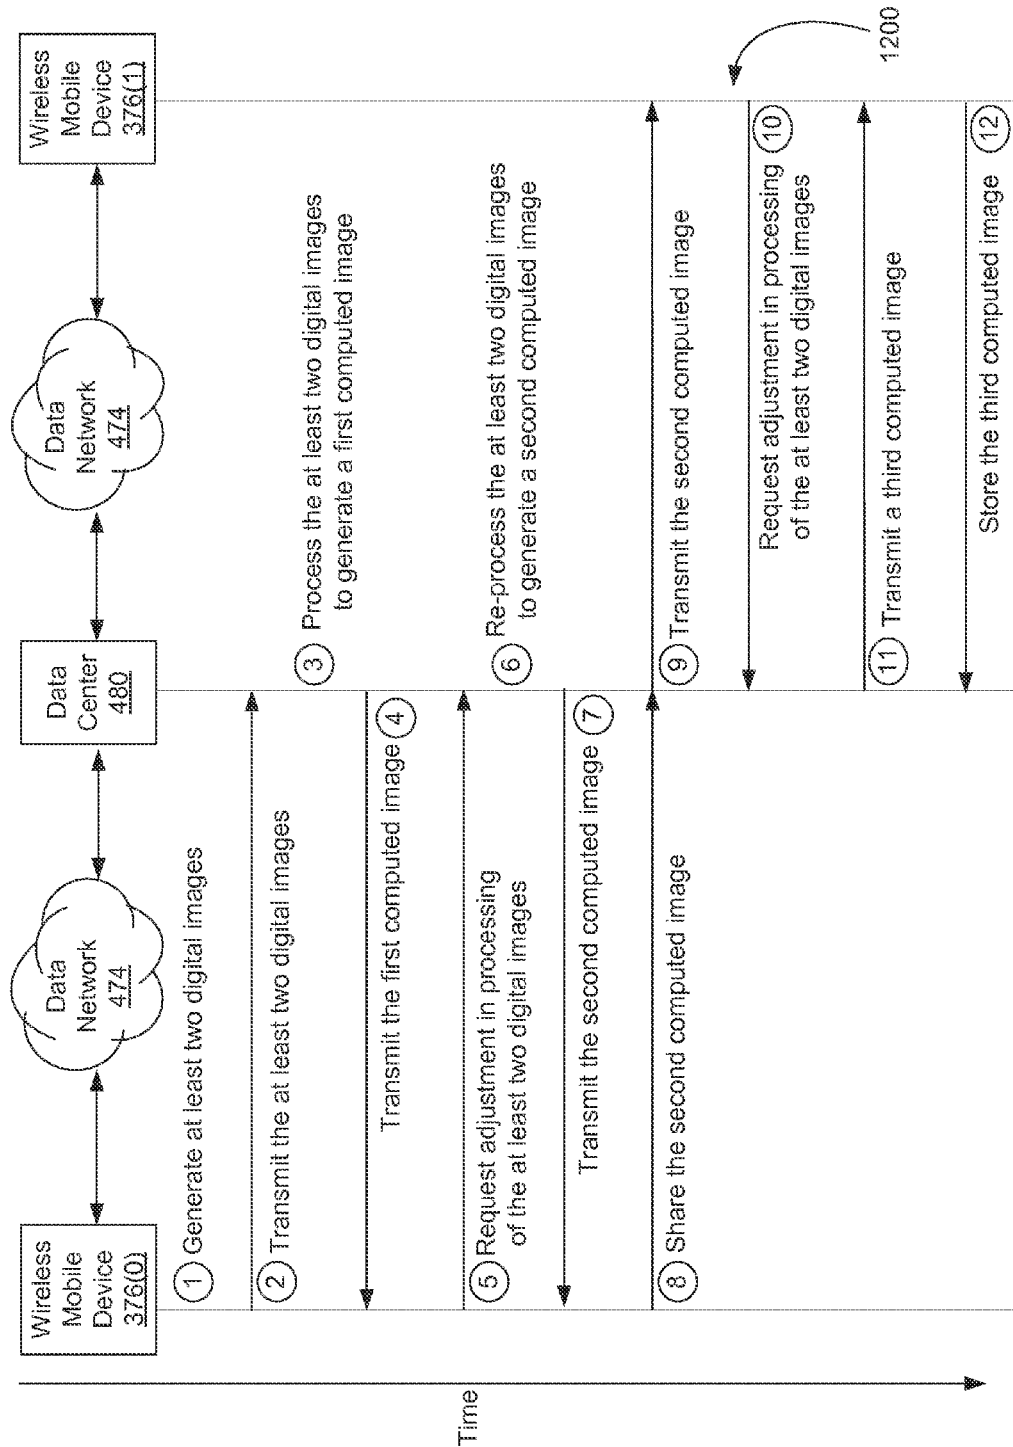 Wireless
Mobile
Device
376(0)
Data
Network
474
Data
Center
480
Data
Network
474
Wireless
Mobile
Device
376(1)
Time
1 Generate at least two digital images
2 Transmit the at least two digital images
3 Process the at least two digital images
to generate a first computed image
Transmit the first computed image 4
5 Request adjustment in processing
of the at least two digital images
6 Re-process the at least two digital images
to generate a second computed image
Transmit the second computed image 7
8 Share the second computed image
9 Transmit the second computed image
1200
Request adjustment in processing 10
of the at least two digital images
11 Transmit a third computed image
Store the third computed image 12